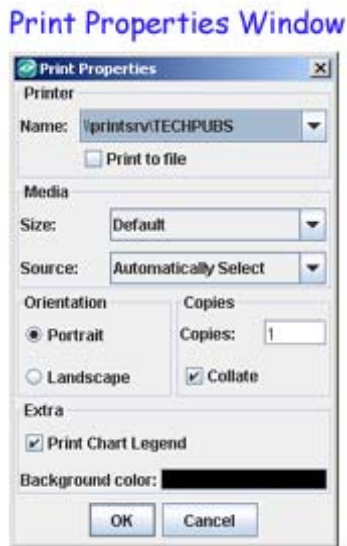 Print Properties Window
Print Properties
Printer
Name: \\printsrv\TECHPUBS
Print to file
Media
Size: Default
Source: Automatically Select
Orientation Copies
Portrait Copies: 1
Landscape Collate
Extra
Print Chart Legend
Background color:
OK Cancel